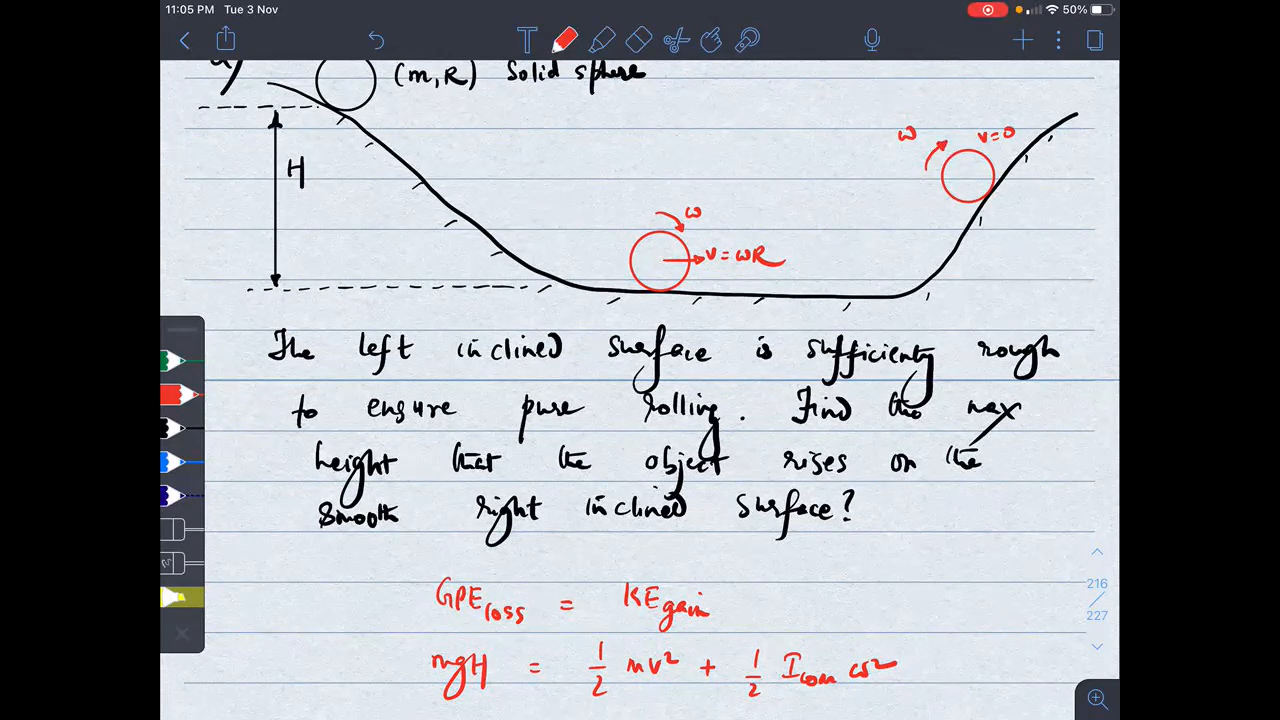 11:05 PM Tue 3 Nov
50%
T
a)
(m,R) Solid sphere
H
ω
v=0
ω
v=ωR
The left inclined surface is sufficienty rough
to ensure pure rolling. Find the max
height that the object rises on the
smooth right inclined surface?
216
227
GPE loss = KE gain
mgH = 1/2 mv² + 1/2 Icom ω²